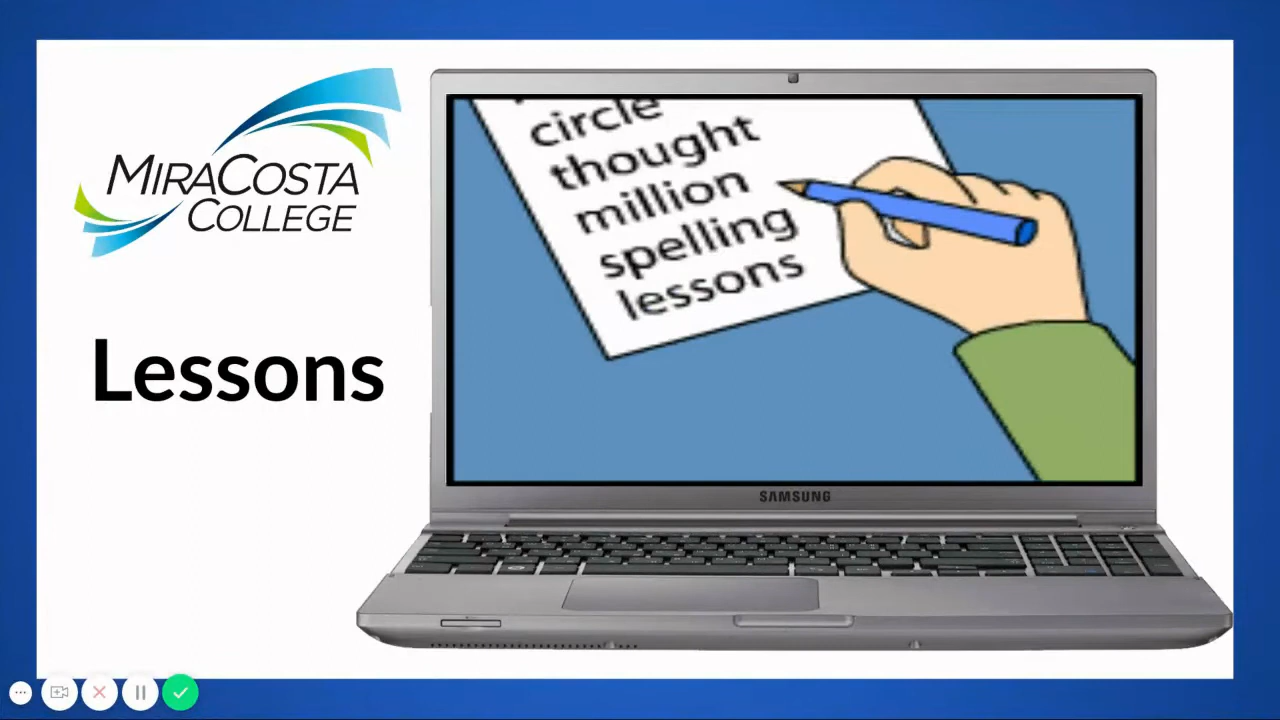 MIRACOSTA
COLLEGE
Lessons
circle
thought
million
spelling
lessons
SAMSUNG